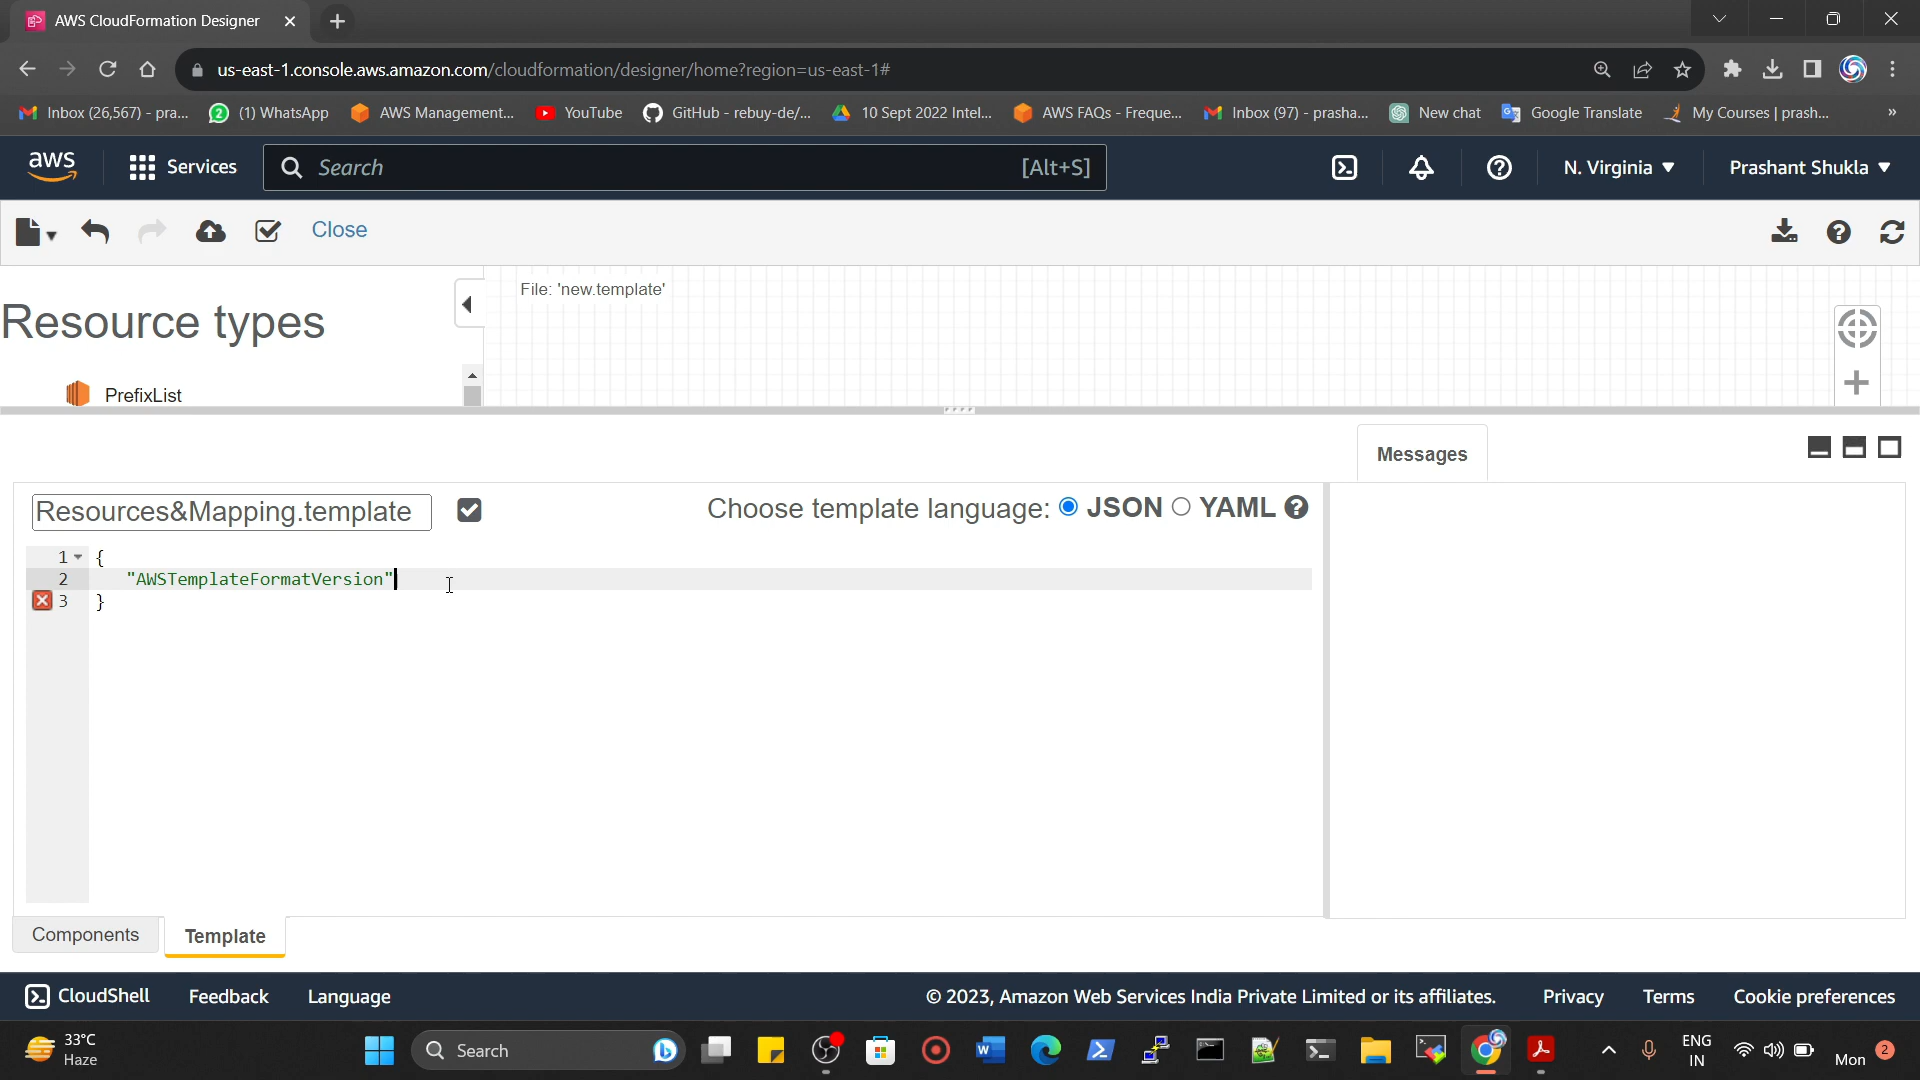 AWS CloudFormation Designer
us-east-1.console.aws.amazon.com/cloudformation/designer/home?region=us-east-1#
Inbox (26,567) - pra...
(1) WhatsApp
AWS Management...
YouTube
GitHub - rebuy-de/...
10 Sept 2022 Intel...
AWS FAQs - Freque...
Inbox (97) - prasha...
New chat
Google Translate
My Courses | prash...
»
aws
Services
Search
[Alt+S]
N. Virginia
Prashant Shukla
Close
Resource types
PrefixList
File: 'new.template'
Messages
Resources&Mapping.template
Choose template language: JSON YAML
1 {
2 "AWSTemplateFormatVersion"
3 }
Components
Template
CloudShell
Feedback
Language
© 2023, Amazon Web Services India Private Limited or its affiliates.
Privacy
Terms
Cookie preferences
33°C
Haze
Search
ENG
IN
Mon
2